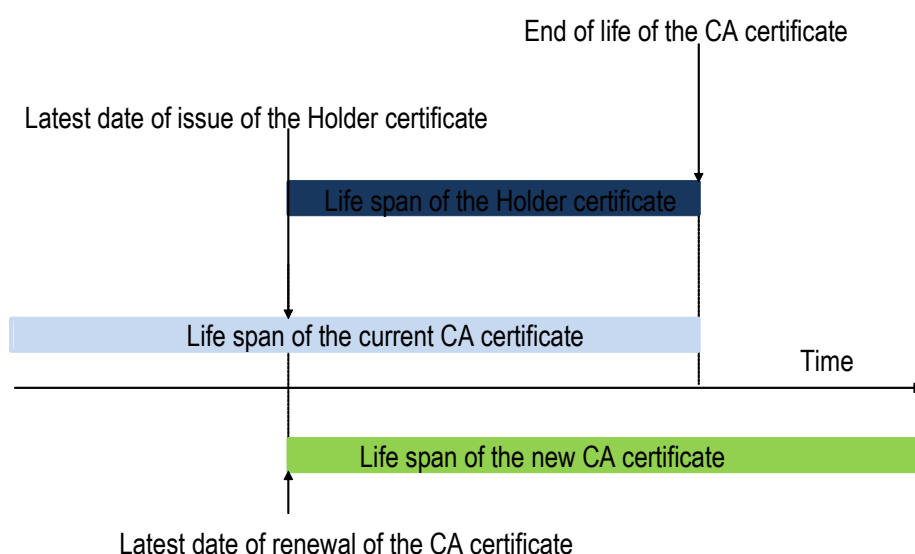 End of life of the CA certificate
Latest date of issue of the Holder certificate
Life span of the Holder certificate
Life span of the current CA certificate
Time
Life span of the new CA certificate
Latest date of renewal of the CA certificate